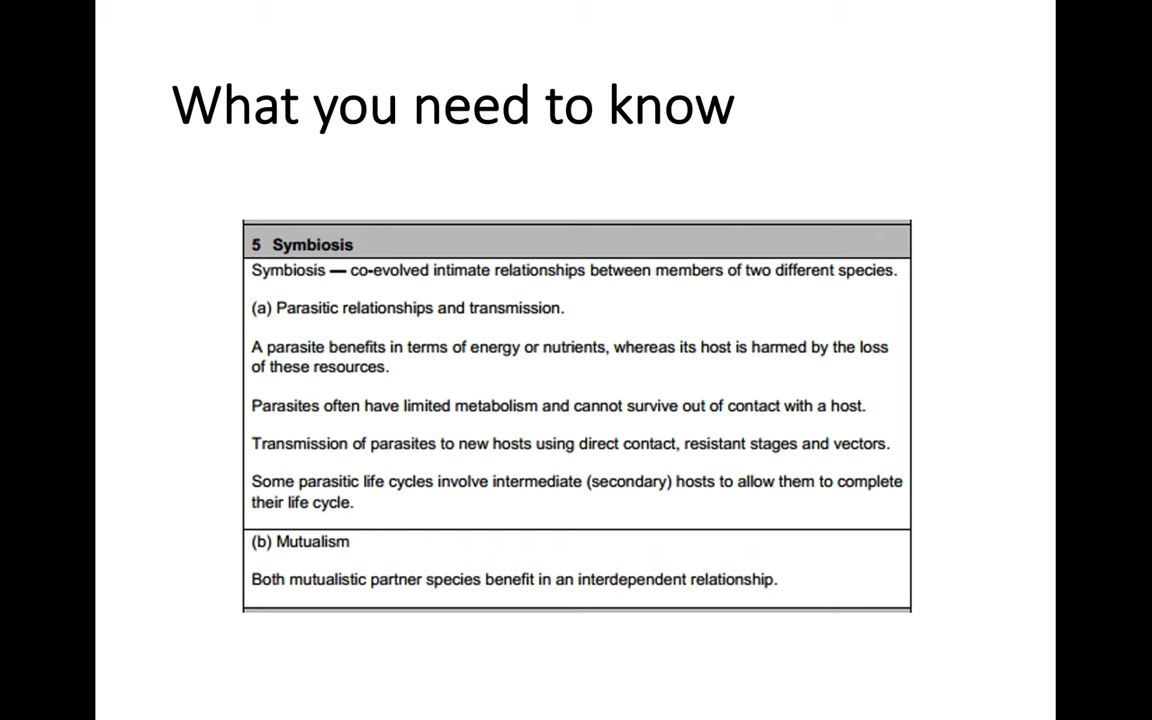 What you need to know
5 Symbiosis
Symbiosis — co-evolved intimate relationships between members of two different species.
(a) Parasitic relationships and transmission.
A parasite benefits in terms of energy or nutrients, whereas its host is harmed by the loss
of these resources.
Parasites often have limited metabolism and cannot survive out of contact with a host.
Transmission of parasites to new hosts using direct contact, resistant stages and vectors.
Some parasitic life cycles involve intermediate (secondary) hosts to allow them to complete
their life cycle.
(b) Mutualism
Both mutualistic partner species benefit in an interdependent relationship.